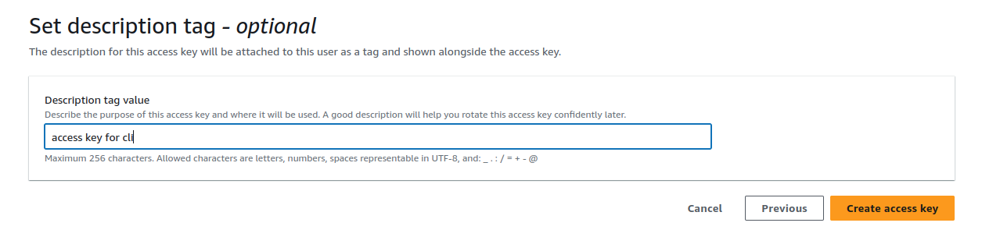 Set description tag - optional
The description for this access key will be attached to this user as a tag and shown alongside the access key.
Description tag value
Describe the purpose of this access key and where it will be used. A good description will help you rotate this access key confidently later.
access key for cli
Maximum 256 characters. Allowed characters are letters, numbers, spaces representable in UTF-8, and: _ . : / = + - @
Cancel Previous Create access key